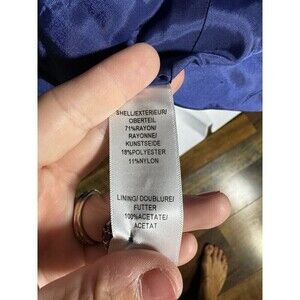 SHELL/EXTERIEUR/
OBERTEIL
71%RAYON/
RAYONNE/
KUNSTSEIDE
18%POLYESTER
11%NYLON
LINING/ DOUBLURE/
FUTTER
100%ACETATE/
ACETAT